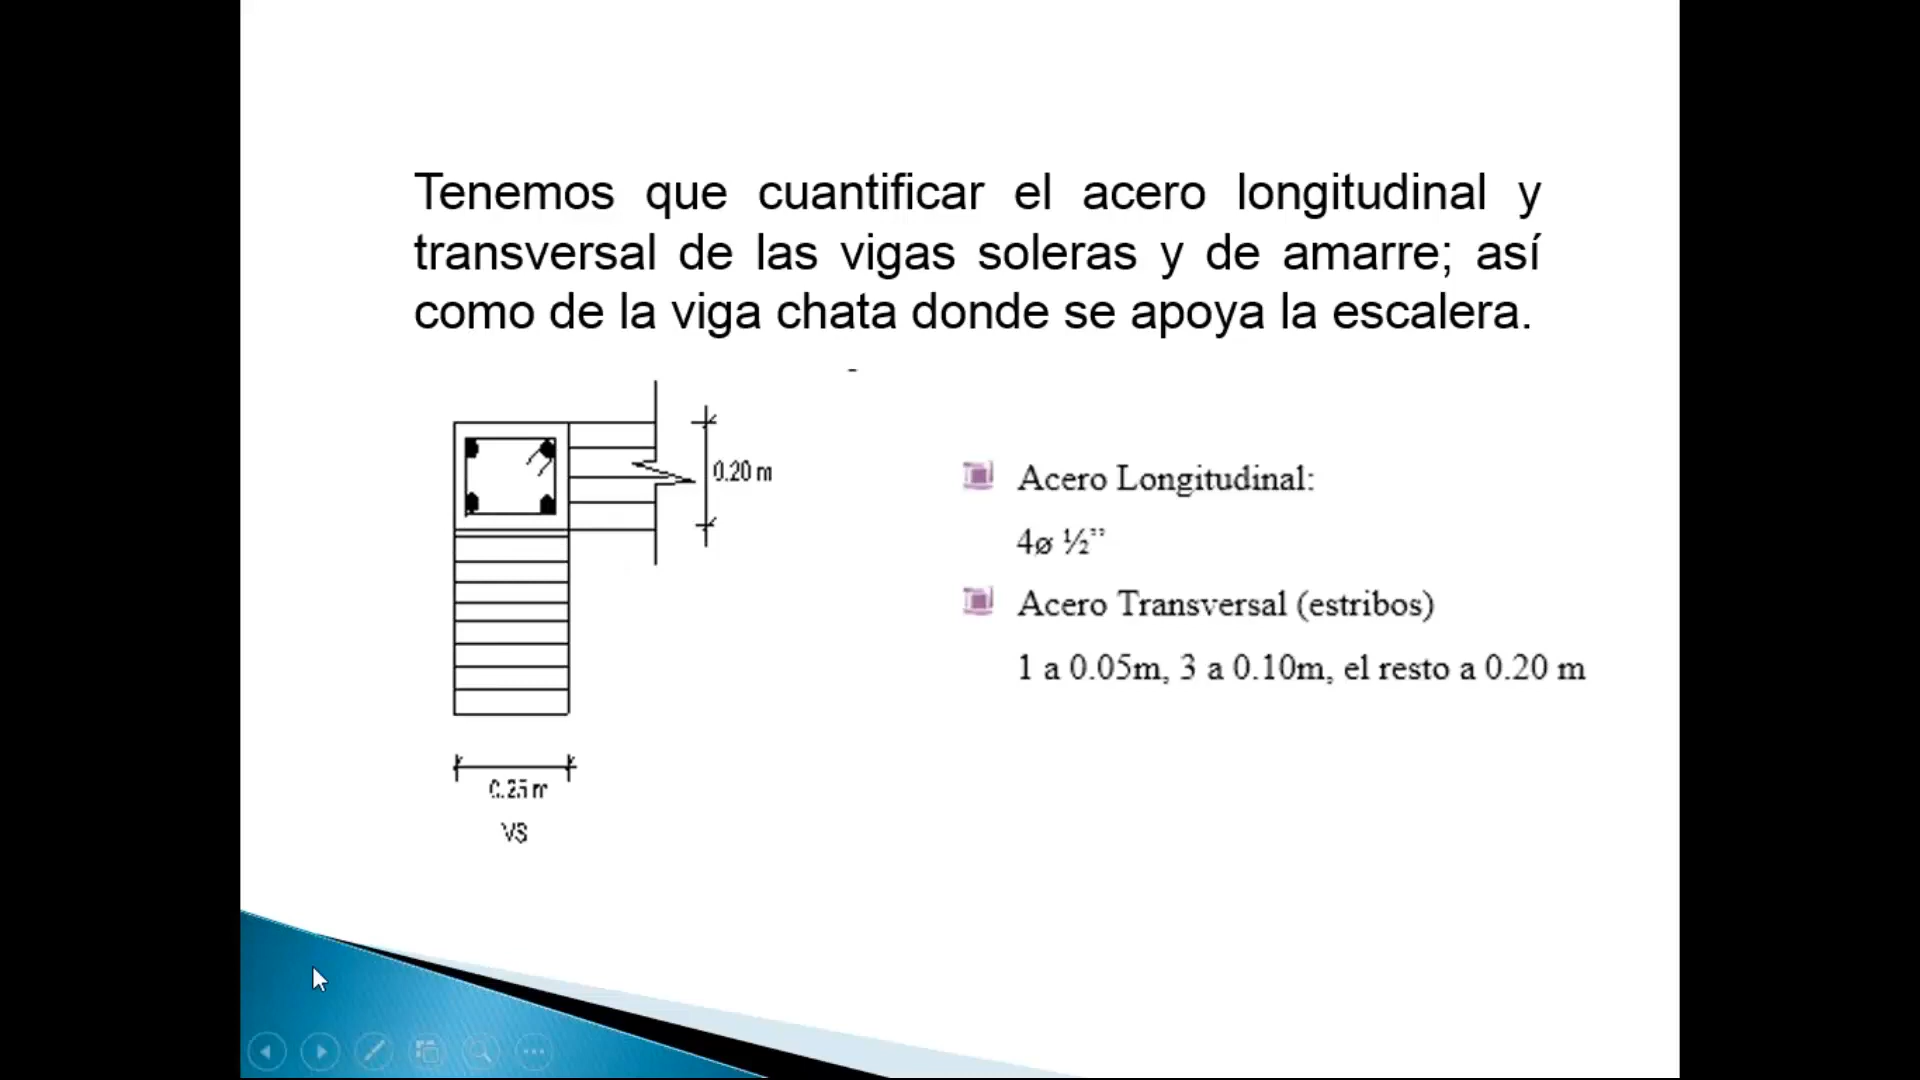 Tenemos que cuantificar el acero longitudinal y
transversal de las vigas soleras y de amarre; así
como de la viga chata donde se apoya la escalera.
0.20 m
Acero Longitudinal:
4ø ½”
Acero Transversal (estribos)
1 a 0.05m, 3 a 0.10m, el resto a 0.20 m
0.25 m
VS